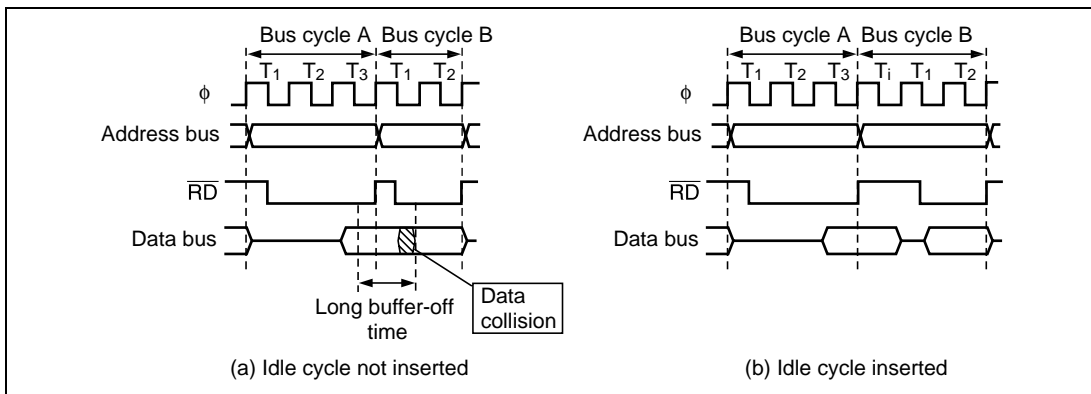 Bus cycle A Bus cycle B
T1 T2 T3 T1 T2
ϕ
Address bus
RD
Data bus
Long buffer-off
time
Data
collision
(a) Idle cycle not inserted
Bus cycle A Bus cycle B
T1 T2 T3 Ti T1 T2
ϕ
Address bus
RD
Data bus
(b) Idle cycle inserted